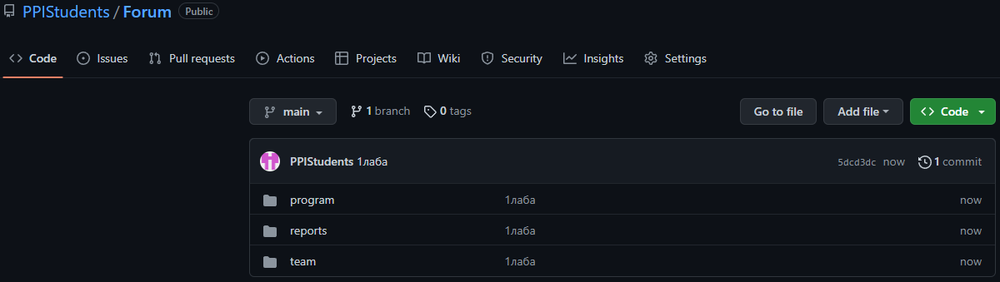 PPIStudents / Forum Public
Code Issues Pull requests Actions Projects Wiki Security Insights Settings
main 1 branch 0 tags Go to file Add file Code
PPIStudents 1лаба 5dcd3dc now 1 commit
program 1лаба now
reports 1лаба now
team 1лаба now